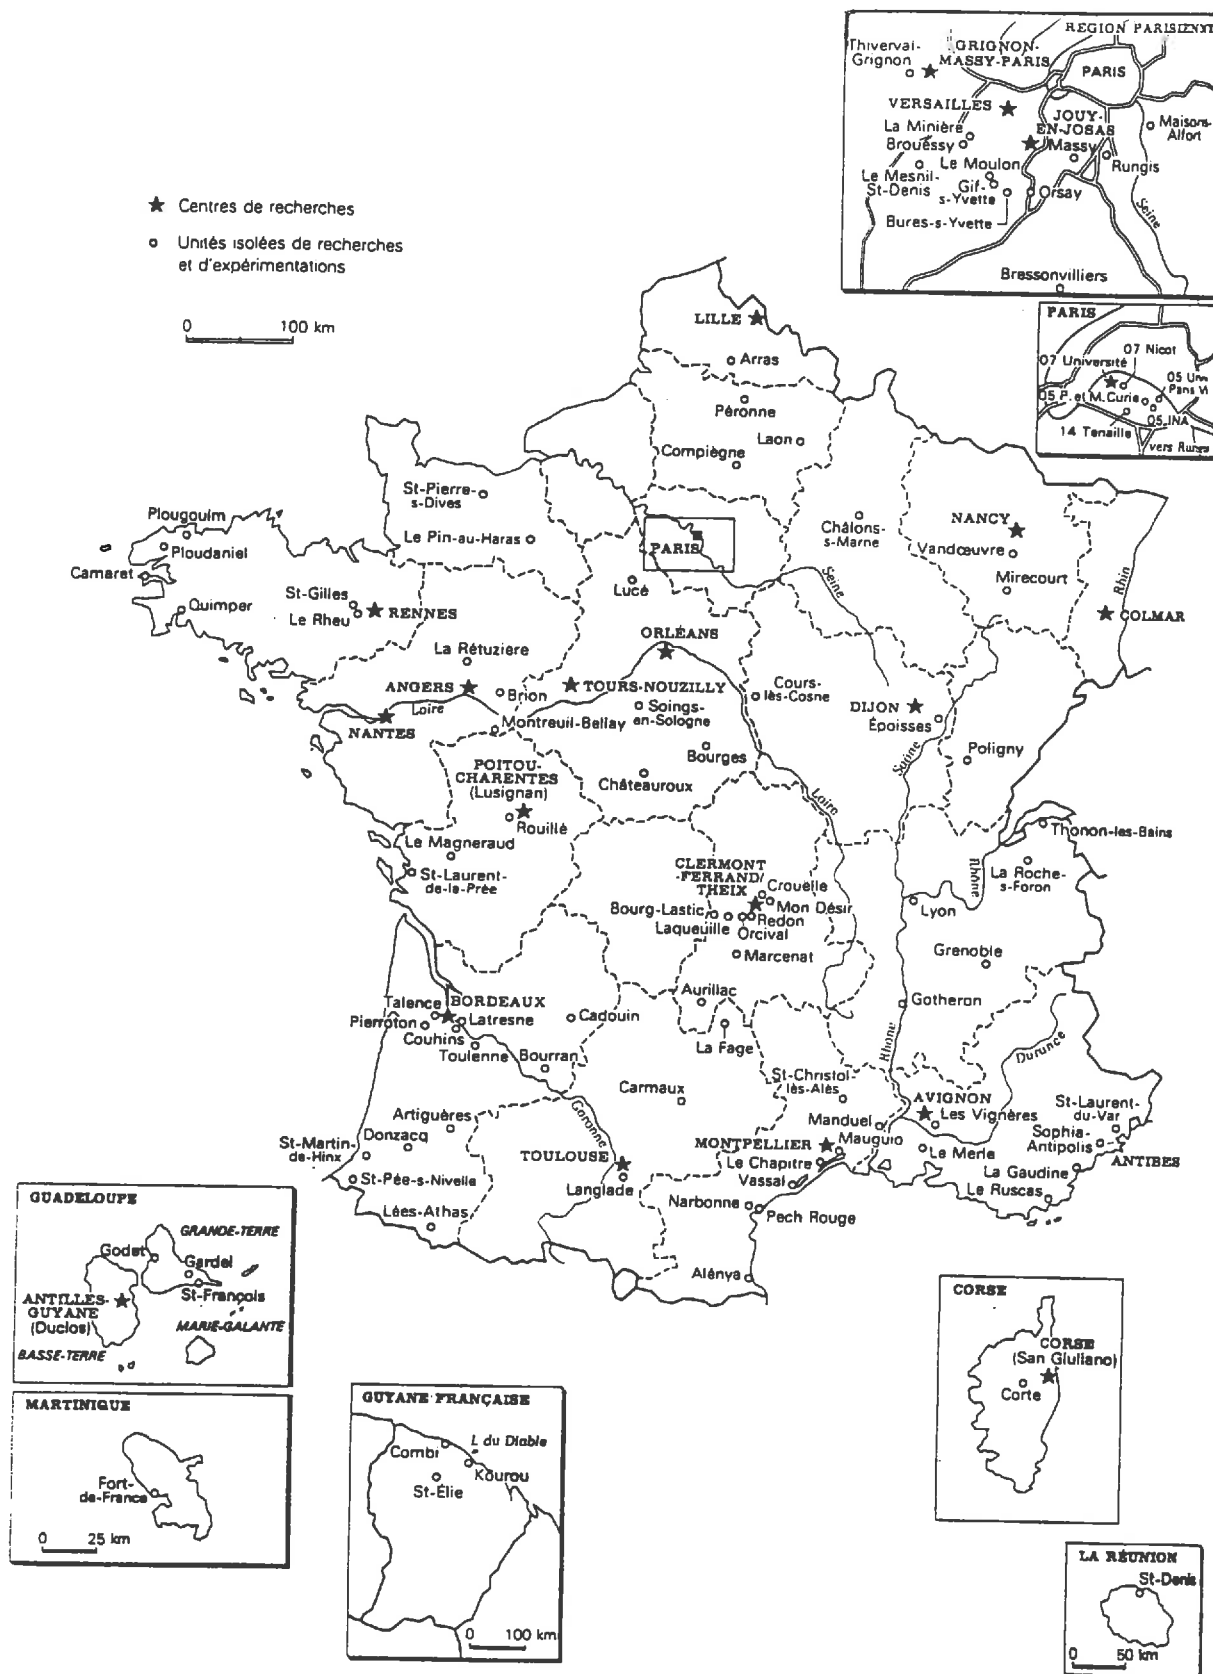 ★ Centres de recherches
o Unités isolées de recherches
et d'expérimentations
0 100 km
REGION PARISIENNE
Thiverval-
Grignon
GRIGNON-
MASSY-PARIS
PARIS
VERSAILLES
JOUY-
EN-JOSAS
Maisons-
Alfort
La Minière
Brouëssy
Massy
Le Moulon
Rungis
Le Mesnil-
St-Denis
Gif-
s-Yvette
Orsay
Seine
Bures-s-Yvette
Bressonvilliers
PARIS
07 Université
07 Nicot
05 Uni
Paris VI
05 P. et M. Curie
05 INA
14 Tenaille
vers Rungis
LILLE
Arras
Péronne
Laon
Compiègne
St-Pierre-
s-Dives
Le Pin-au-Haras
PARIS
Châlons-
s-Marne
NANCY
Vandœuvre
Mirecourt
Rhin
COLMAR
Plougoulm
Ploudaniel
Camaret
Quimper
St-Gilles
Le Rheu
RENNES
Lucé
Seine
ORLÉANS
La Rétuzière
ANGERS
Brion
Loire
NANTES
Montreuil-Bellay
TOURS-NOUZILLY
Soings-
en-Sologne
Cours-
lès-Cosne
DIJON
Époisses
Bourges
Châteauroux
Saône
Poligny
Loire
POITOU-
CHARENTES
(Lusignan)
Rouillé
Le Magneraud
St-Laurent-
de-la-Prée
CLERMONT
-FERRAND/
THEIX
Crouelle
Mon Désir
Bourg-Lastic
Redon
Laqueuille
Orcival
Marcenat
Aurillac
La Fage
Thonon-les-Bains
La Roche-
s-Foron
Rhône
Lyon
Grenoble
Gotheron
Talence
BORDEAUX
Pierroton
Latresne
Couhins
Toulenne
Cadouin
Bourran
Garonne
Carmaux
St-Christol-
lès-Alès
Rhône
Durance
AVIGNON
Les Vignères
St-Laurent-
du-Var
Artiguères
Donzacq
St-Martin-
de-Hinx
St-Pée-s-Nivelle
Lées-Athas
TOULOUSE
Langlade
Manduel
MONTPELLIER
Mauguio
Le Chapitre
Vassal
Le Merle
Sophia-
Antipolis
ANTIBES
La Gaudine
Le Ruscas
Narbonne
Pech Rouge
Alénya
GUADELOUPE
GRANDE-TERRE
Godet
Gardel
St-François
ANTILLES-
GUYANE
(Duclos)
MARIE-GALANTE
BASSE-TERRE
MARTINIQUE
Fort-
de-France
0 25 km
GUYANE FRANÇAISE
I. du Diable
Combi
Kourou
St-Élie
0 100 km
CORSE
CORSE
(San Giuliano)
Corte
LA RÉUNION
St-Denis
0 50 km